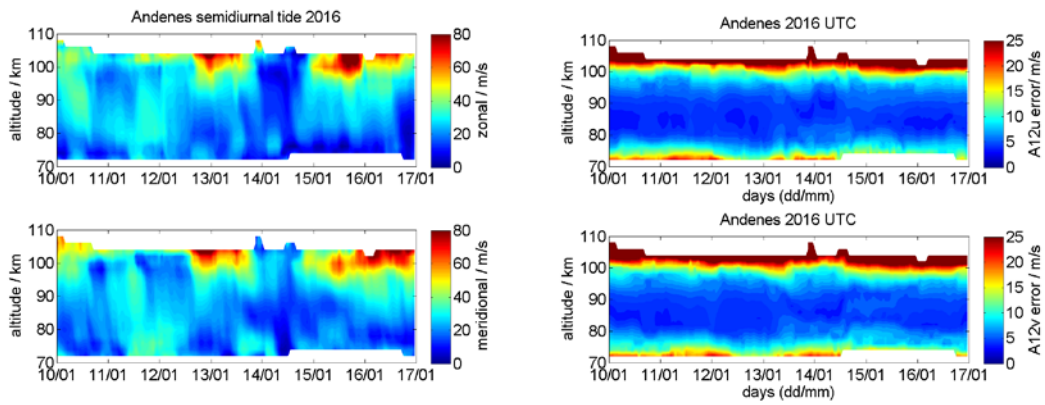 Andenes semidiurnal tide 2016
110
100
90
80
70
altitude / km
10/01 11/01 12/01 13/01 14/01 15/01 16/01 17/01
80
60
40
20
0
zonal / m/s
Andenes 2016 UTC
110
100
90
80
70
altitude / km
10/01 11/01 12/01 13/01 14/01 15/01 16/01 17/01
days (dd/mm)
25
20
15
10
5
0
A12u error/ m/s
110
100
90
80
70
altitude / km
10/01 11/01 12/01 13/01 14/01 15/01 16/01 17/01
80
60
40
20
0
meridional / m/s
Andenes 2016 UTC
110
100
90
80
70
altitude / km
10/01 11/01 12/01 13/01 14/01 15/01 16/01 17/01
days (dd/mm)
25
20
15
10
5
0
A12v error / m/s